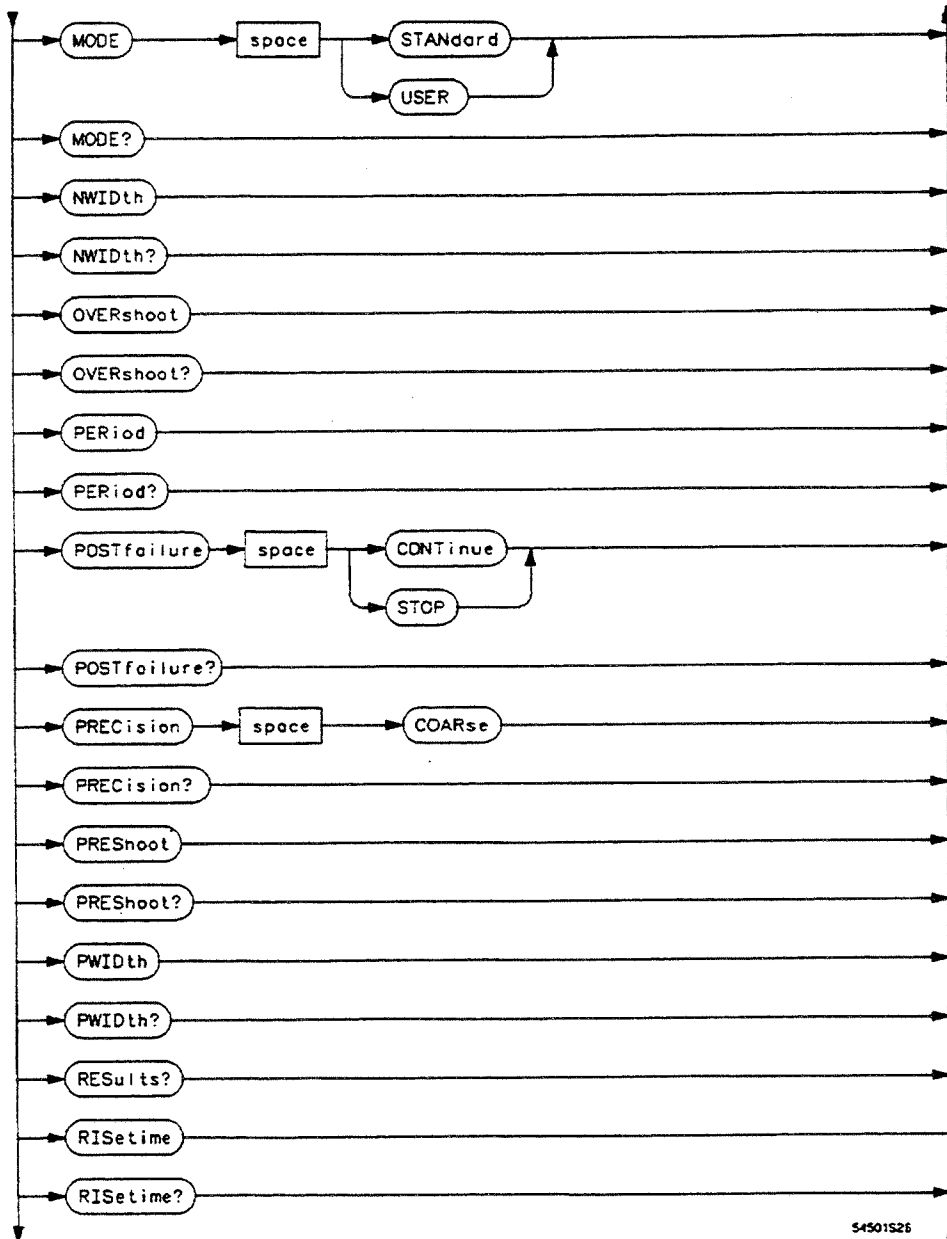 MODE space STANdard
USER
MODE?
NWIDth
NWIDth?
OVERshoot
OVERshoot?
PERiod
PERiod?
POSTfailure space CONTinue
STOP
POSTfailure?
PRECision space COARse
PRECision?
PREShoot
PREShoot?
PWIDth
PWIDth?
RESults?
RISetime
RISetime?
54501S26